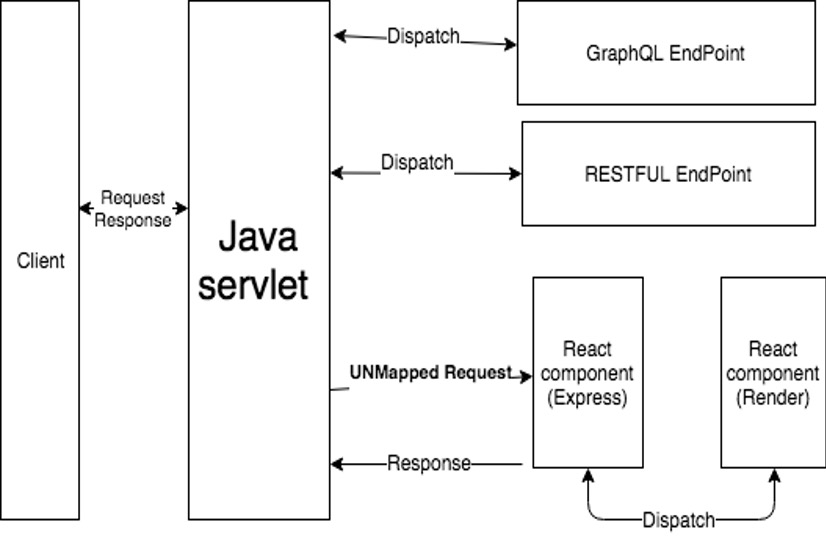 Client
Request
Response
Java
servlet
Dispatch
GraphQL EndPoint
Dispatch
RESTFUL EndPoint
UNMapped Request
Response
React
component
(Express)
React
component
(Render)
Dispatch